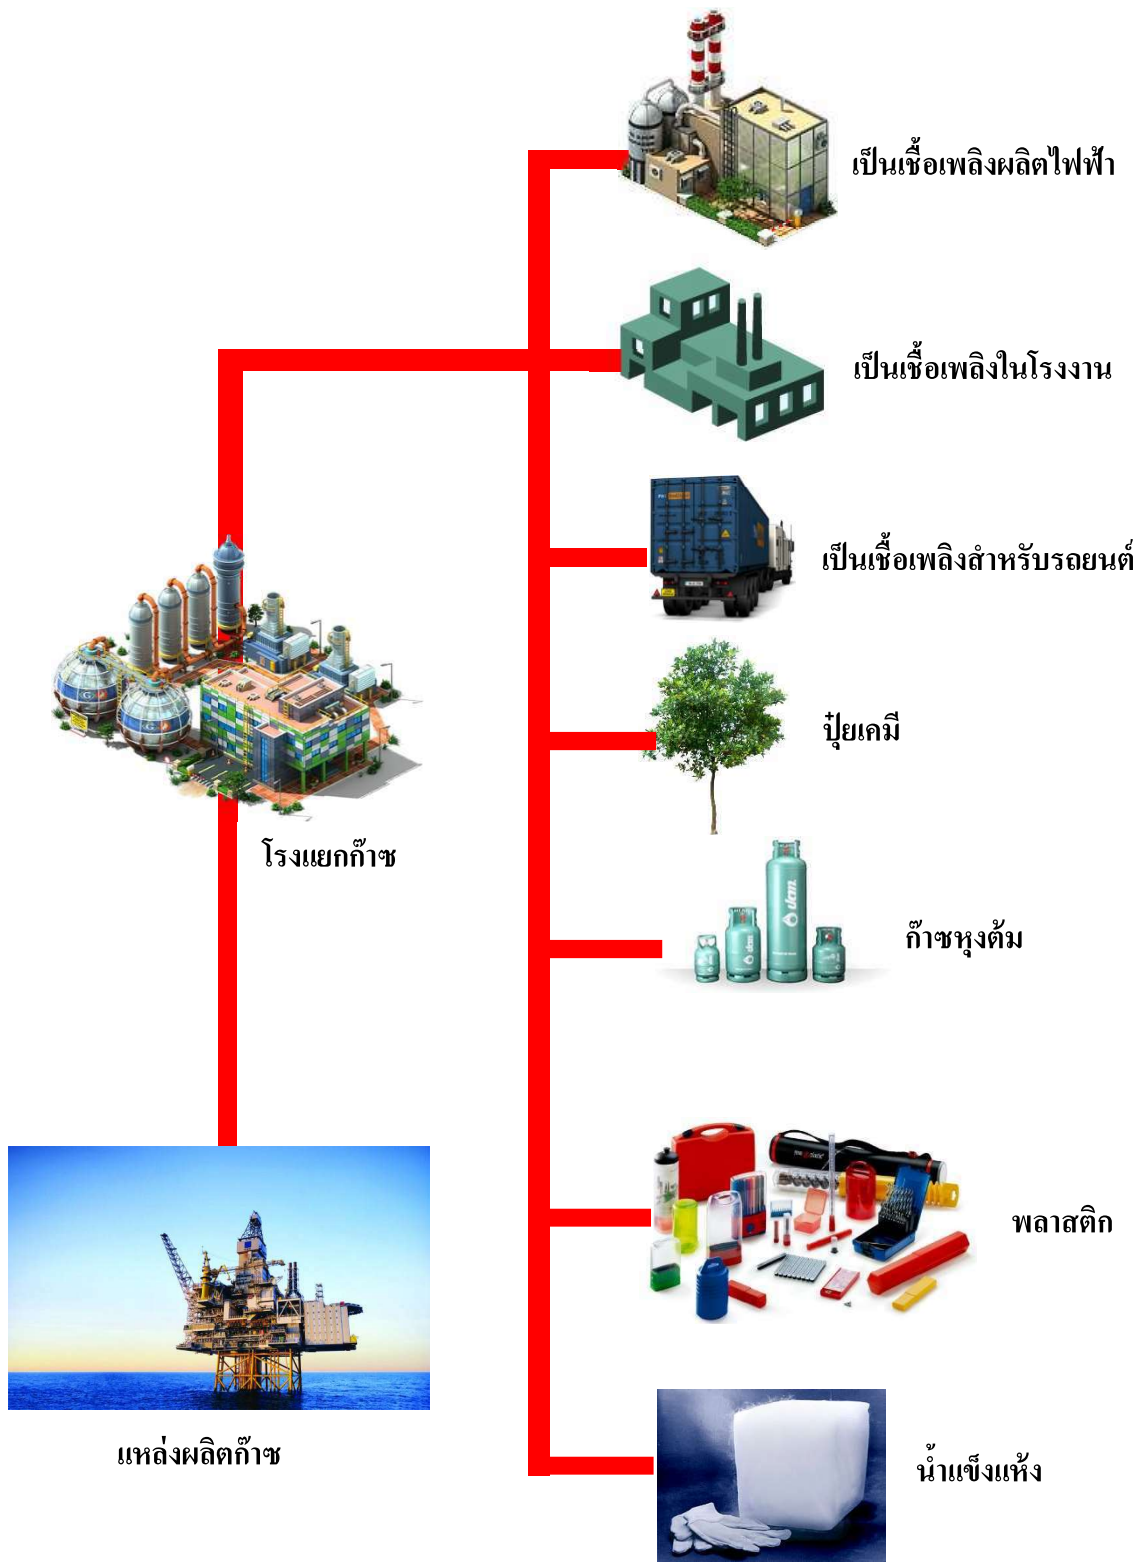 เป็นเชื้อเพลิงผลิตไฟฟ้า
เป็นเชื้อเพลิงในโรงงาน
เป็นเชื้อเพลิงสำหรับรถยนต์
ปุ๋ยเคมี
โรงแยกก๊าซ
ก๊าซหุงต้ม
ปตท.
พลาสติก
แหล่งผลิตก๊าซ
น้ำแข็งแห้ง